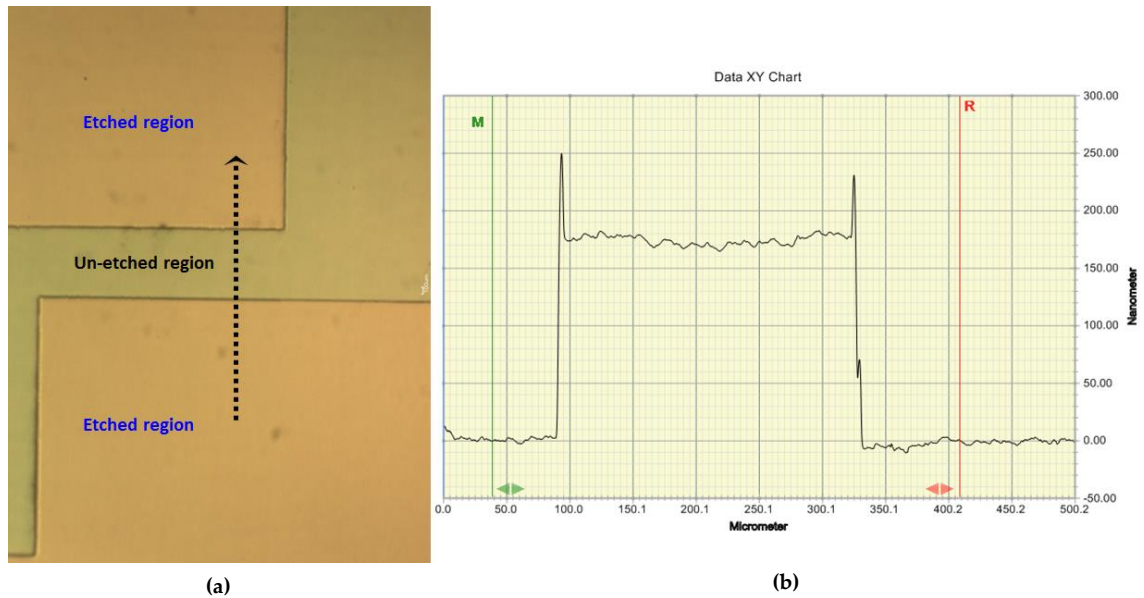 Etched region
Un-etched region
Etched region
(a)
Data XY Chart
M
R
300.00
250.00
200.00
150.00
100.00
50.00
0.00
-50.00
Nanometer
0.0 50.0 100.0 150.1 200.1 250.1 300.1 350.1 400.2 450.2 500.2
Micrometer
(b)